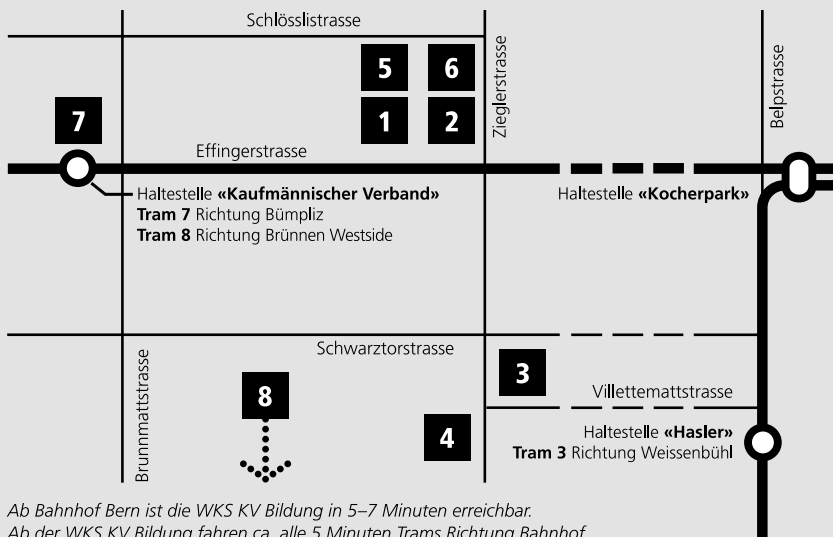 Schlösslistrasse
Zieglerstrasse
Belpstrasse
5 6
7 1 2
Effingerstrasse
Haltestelle «Kaufmännischer Verband»
Tram 7 Richtung Bümpliz
Tram 8 Richtung Brünnen Westside
Haltestelle «Kocherpark»
Schwarztorstrasse
Brunnmattstrasse
3
8
Villettemattstrasse
4
Haltestelle «Hasler»
Tram 3 Richtung Weissenbühl
Ab Bahnhof Bern ist die WKS KV Bildung in 5–7 Minuten erreichbar.
Ab der WKS KV Bildung fahren ca. alle 5 Minuten Trams Richtung Bahnhof